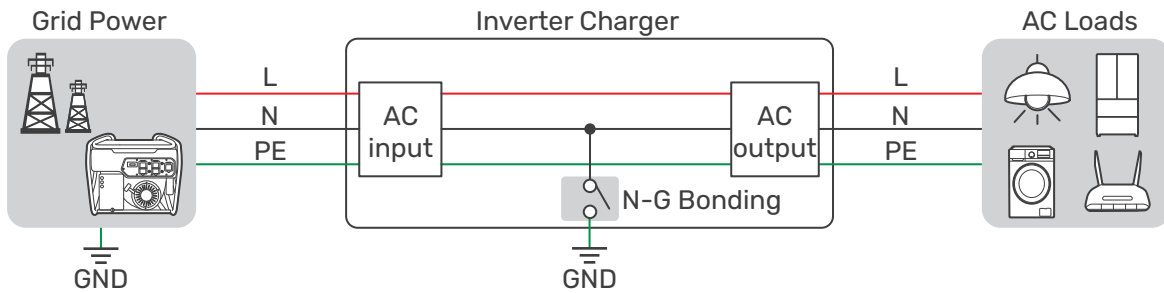 Grid Power
Inverter Charger
AC Loads
L
L
N
AC
input
AC
output
N
PE
PE
N-G Bonding
GND
GND